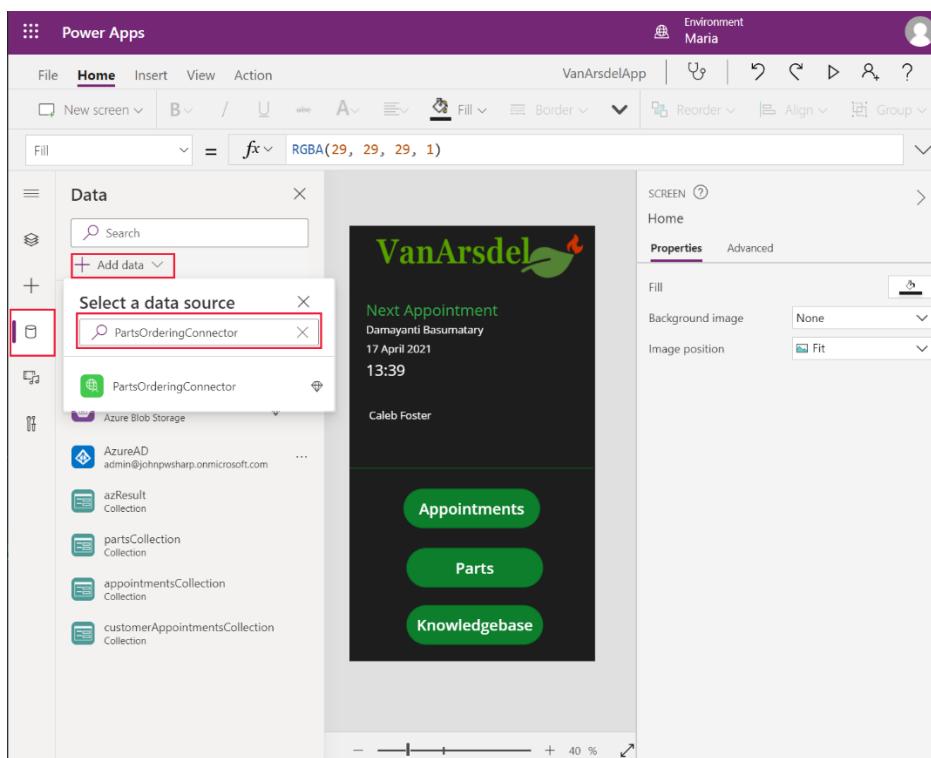 Power Apps
Environment
Maria
File Home Insert View Action
VanArsdelApp
New screen
B / U abc A
Fill
Border
Reorder
Align
Group
Fill
= fx RGBA(29, 29, 29, 1)
Data
Search
Add data
Select a data source
PartsOrderingConnector
PartsOrderingConnector
Azure Blob Storage
AzureAD
admin@johnpwsharp.onmicrosoft.com
azResult
Collection
partsCollection
Collection
appointmentsCollection
Collection
customerAppointmentsCollection
Collection
VanArsdel
Next Appointment
Damayanti Basumatary
17 April 2021
13:39
Caleb Foster
Appointments
Parts
Knowledgebase
40 %
SCREEN
Home
Properties Advanced
Fill
Background image None
Image position Fit